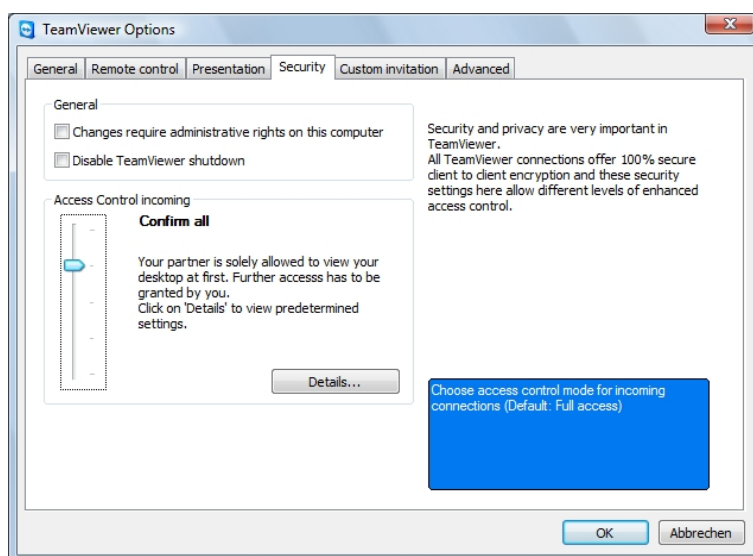 TeamViewer Options
General Remote control Presentation Security Custom invitation Advanced
General
Changes require administrative rights on this computer
Disable TeamViewer shutdown
Access Control incoming
Confirm all
Your partner is solely allowed to view your
desktop at first. Further accesss has to be
granted by you.
Click on 'Details' to view predetermined
settings.
Details...
Security and privacy are very important in
TeamViewer.
All TeamViewer connections offer 100% secure
client to client encryption and these security
settings here allow different levels of enhanced
access control.
Choose access control mode for incoming
connections (Default: Full access)
OK Abbrechen